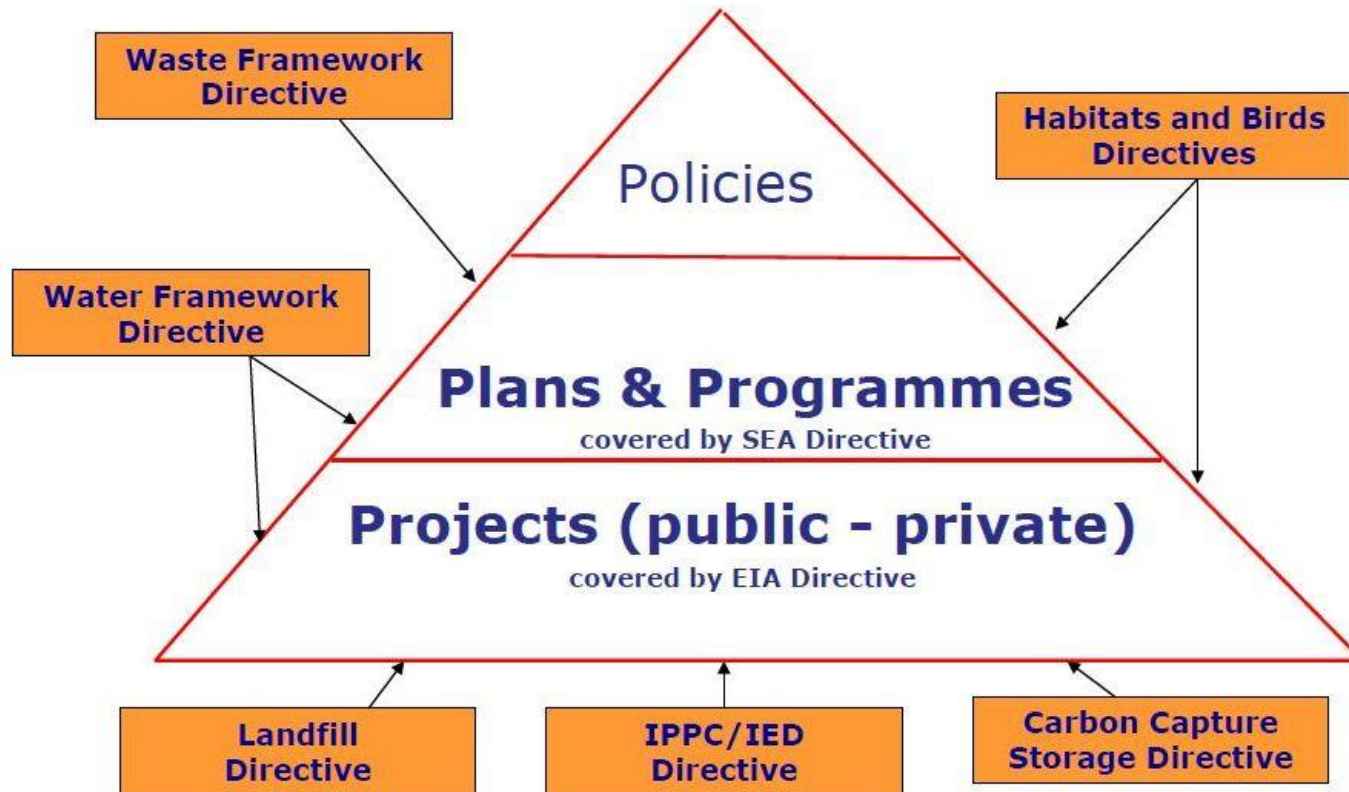 Waste Framework
Directive
Habitats and Birds
Directives
Policies
Water Framework
Directive
Plans & Programmes
covered by SEA Directive
Projects (public - private)
covered by EIA Directive
Landfill
Directive
IPPC/IED
Directive
Carbon Capture
Storage Directive